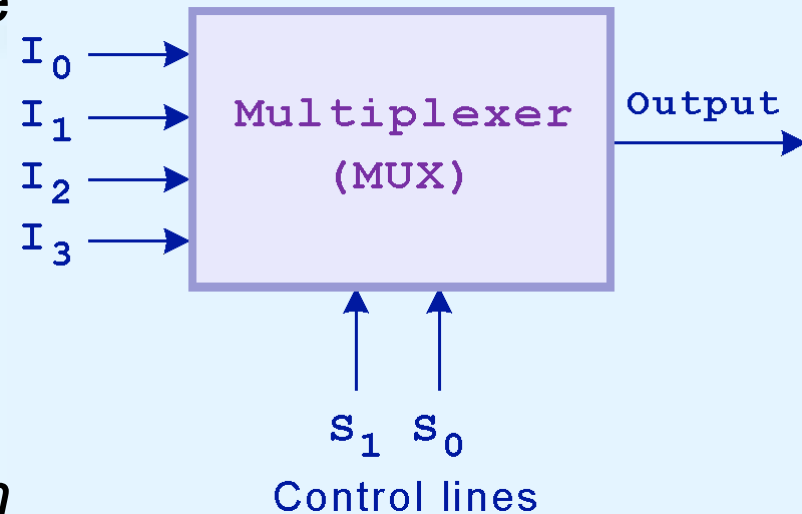 e
I0
I1
I2
I3
Multiplexer
(MUX)
Output
S1 S0
Control lines
n